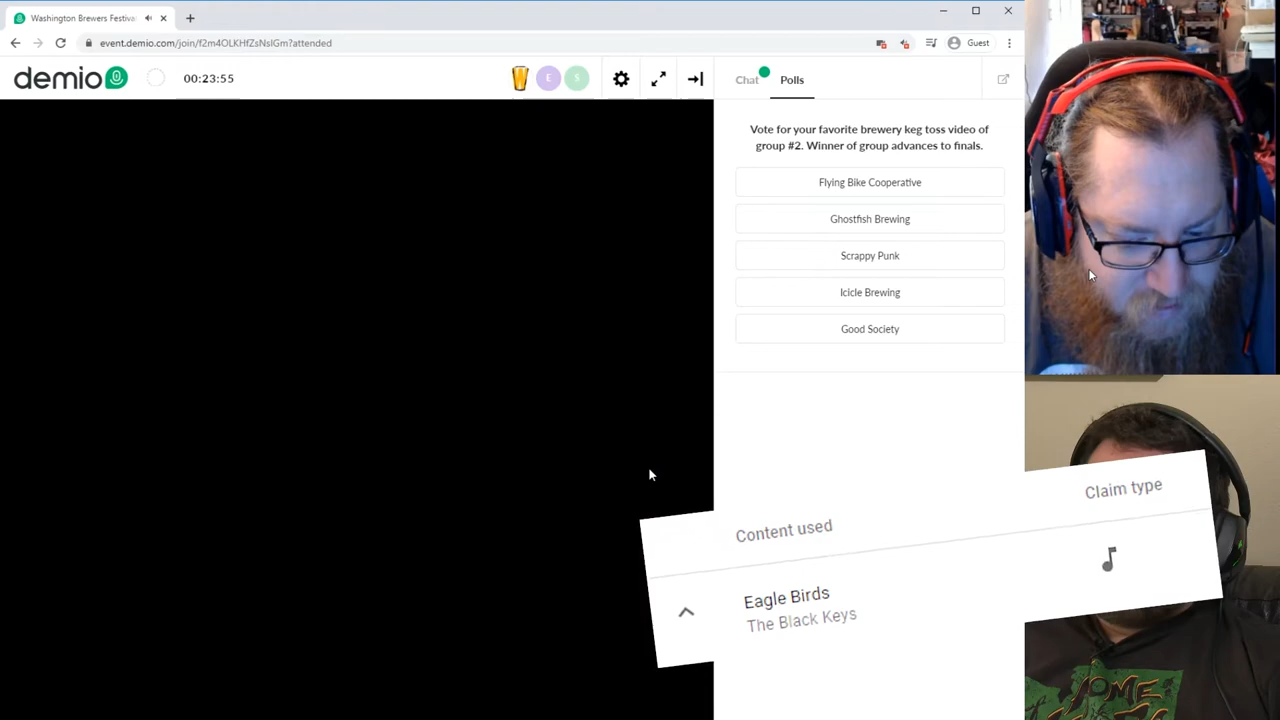 Washington Brewers Festiva
event.demio.com/join/f2m4OLKHfZsNsIGm?attended
Guest
demio
00:23:55
E
S
Chat
Polls
Vote for your favorite brewery keg toss video of
group #2. Winner of group advances to finals.
Flying Bike Cooperative
Ghostfish Brewing
Scrappy Punk
Icicle Brewing
Good Society
Content used
Claim type
Eagle Birds
The Black Keys